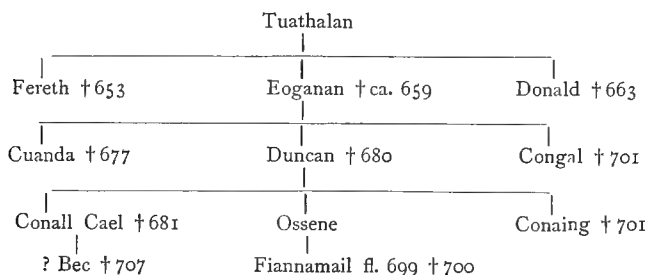 Tuathalan
Fereth †653 Eoganan †ca. 659 Donald †663
Cuanda †677 Duncan †680 Congal †701
Conall Cael †681 Ossene Conaing †701
? Bec †707 Fiannamail fl. 699 †700